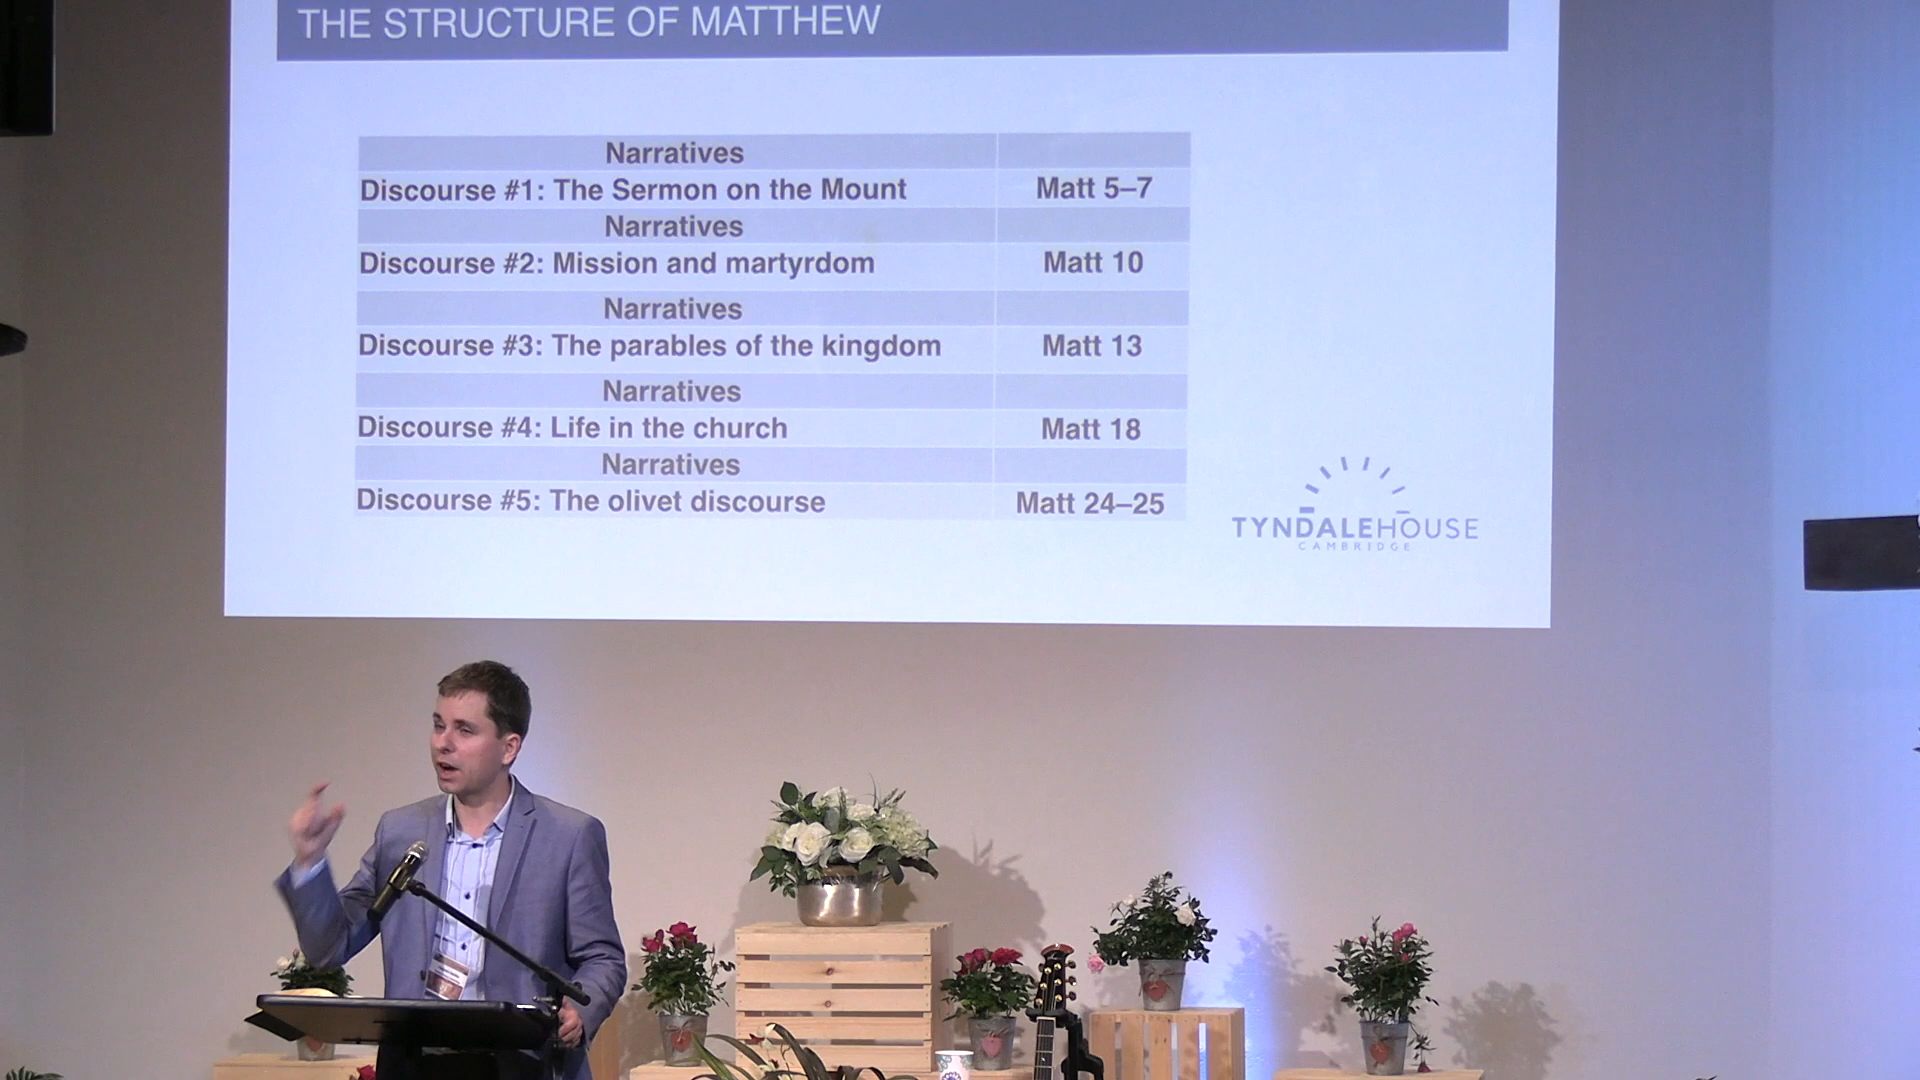 THE STRUCTURE OF MATTHEW
Narratives
Discourse #1: The Sermon on the Mount Matt 5–7
Narratives
Discourse #2: Mission and martyrdom Matt 10
Narratives
Discourse #3: The parables of the kingdom Matt 13
Narratives
Discourse #4: Life in the church Matt 18
Narratives
Discourse #5: The olivet discourse Matt 24–25
TYNDALEHOUSE
CAMBRIDGE